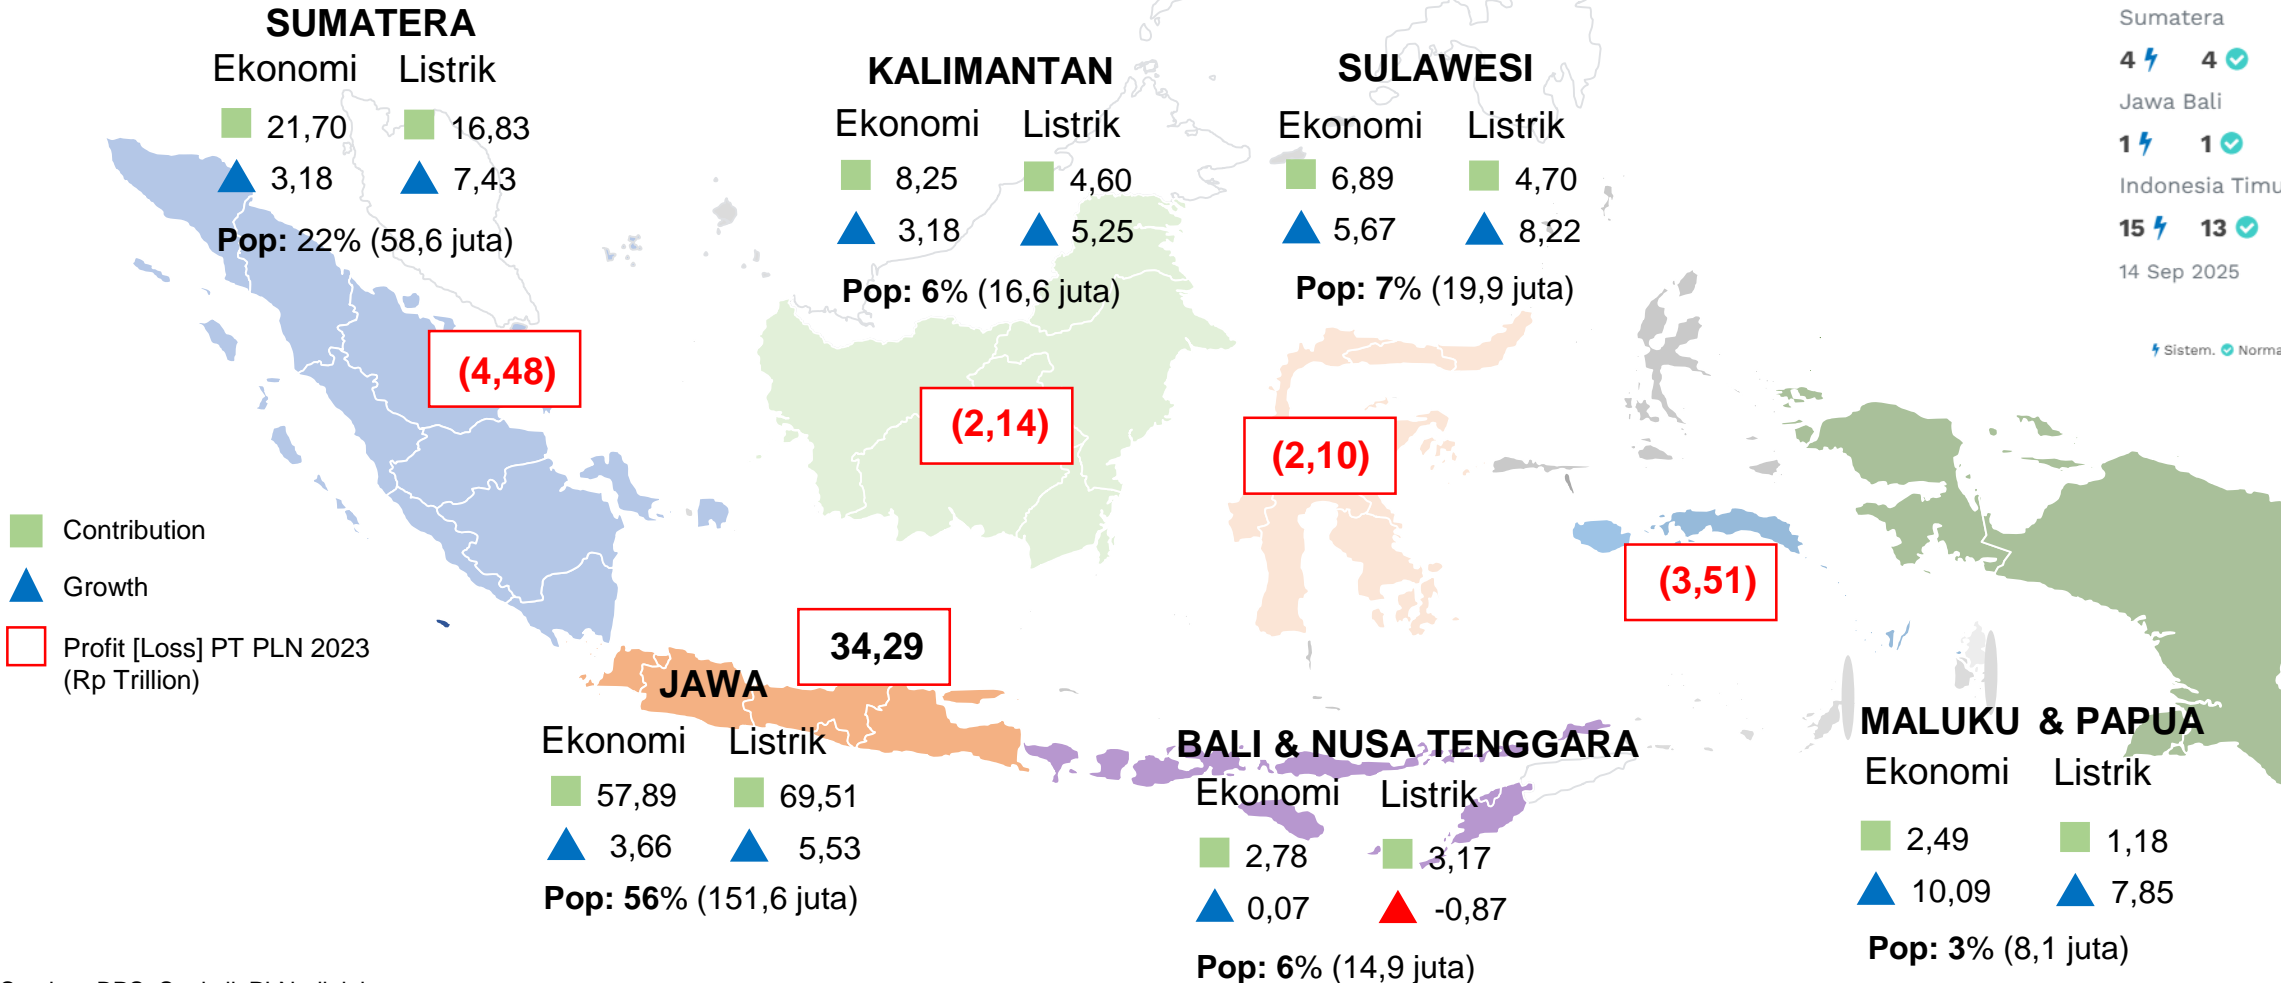 SUMATERA
Ekonomi Listrik
21,70 16,83
3,18 7,43
Pop: 22% (58,6 juta)
KALIMANTAN
Ekonomi Listrik
8,25 4,60
3,18 5,25
Pop: 6% (16,6 juta)
SULAWESI
Ekonomi Listrik
6,89 4,70
5,67 8,22
Pop: 7% (19,9 juta)
Sumatera
4 4
Jawa Bali
1 1
Indonesia Timu
15 13
14 Sep 2025
Sistem. Norma
(4,48)
(2,14)
(2,10)
(3,51)
34,29
Contribution
Growth
Profit [Loss] PT PLN 2023
(Rp Trillion)
JAWA
Ekonomi Listrik
57,89 69,51
3,66 5,53
Pop: 56% (151,6 juta)
BALI & NUSA TENGGARA
Ekonomi Listrik
2,78 3,17
0,07 -0,87
Pop: 6% (14,9 juta)
MALUKU & PAPUA
Ekonomi Listrik
2,49 1,18
10,09 7,85
Pop: 3% (8,1 juta)